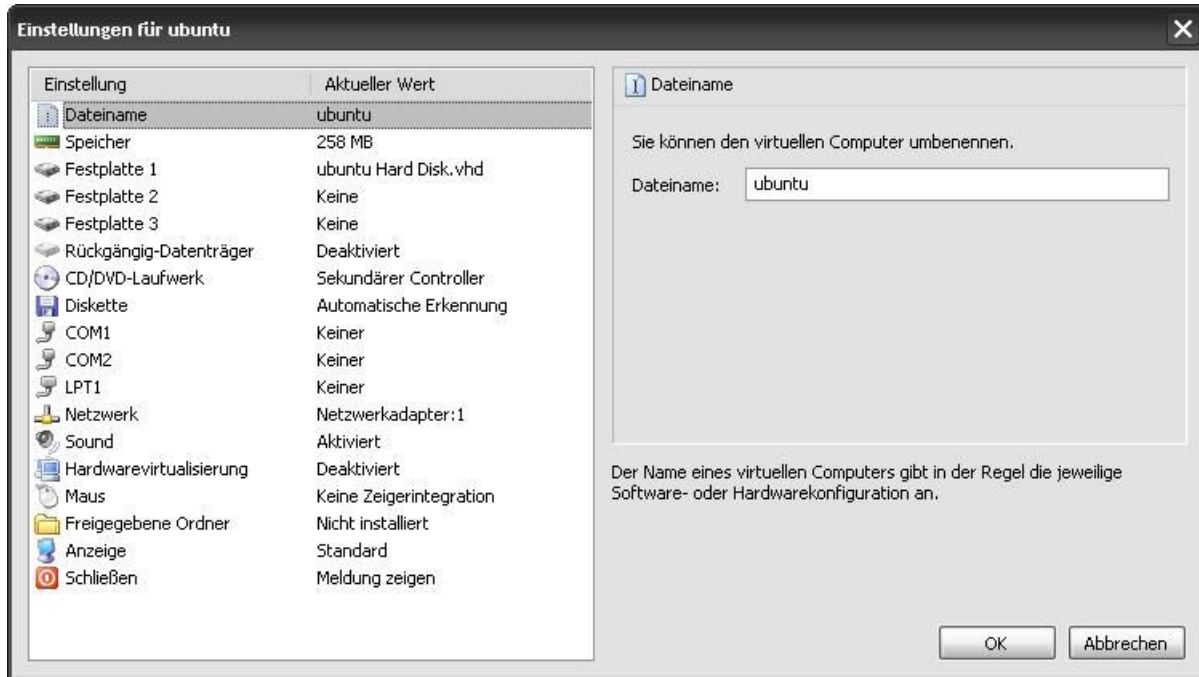 Einstellungen für ubuntu
Einstellung Aktueller Wert
Dateiname ubuntu
Speicher 258 MB
Festplatte 1 ubuntu Hard Disk.vhd
Festplatte 2 Keine
Festplatte 3 Keine
Rückgängig-Datenträger Deaktiviert
CD/DVD-Laufwerk Sekundärer Controller
Diskette Automatische Erkennung
COM1 Keiner
COM2 Keiner
LPT1 Keiner
Netzwerk Netzwerkadapter:1
Sound Aktiviert
Hardwarevirtualisierung Deaktiviert
Maus Keine Zeigerintegration
Freigegebene Ordner Nicht installiert
Anzeige Standard
Schließen Meldung zeigen
Dateiname
Sie können den virtuellen Computer umbenennen.
Dateiname: ubuntu
Der Name eines virtuellen Computers gibt in der Regel die jeweilige
Software- oder Hardwarekonfiguration an.
OK Abbrechen